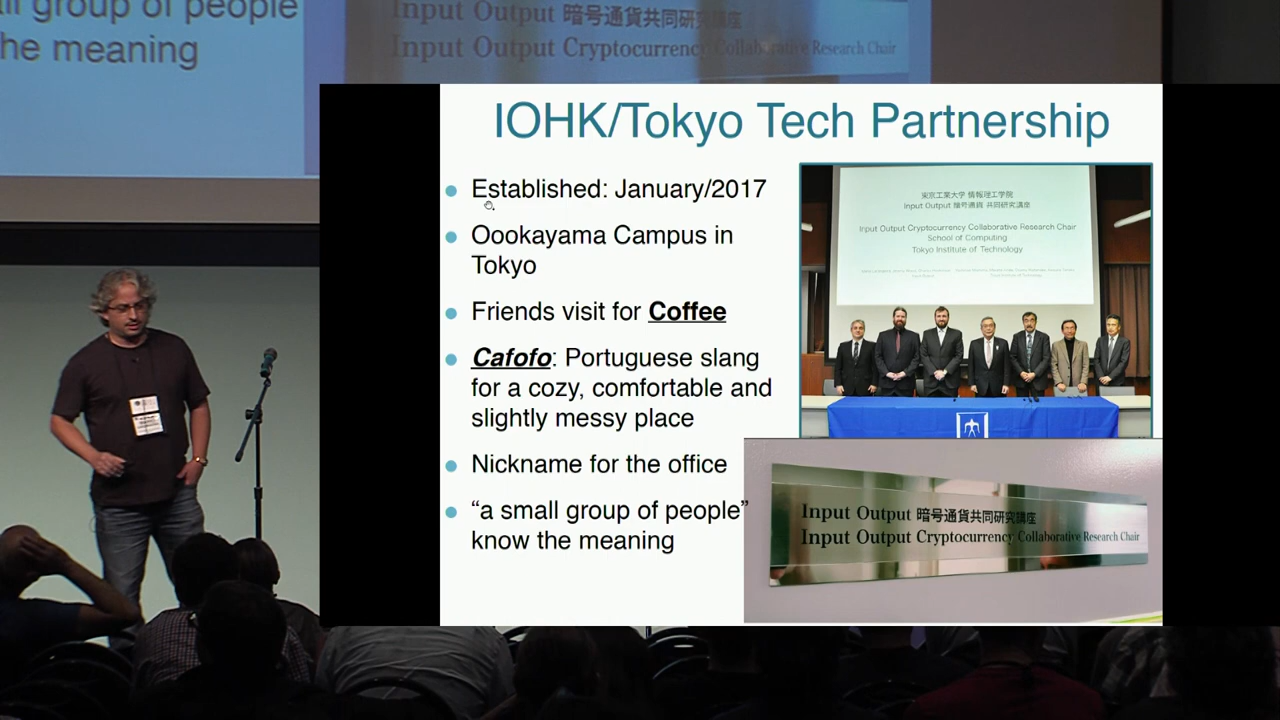 ll group of people
he meaning
Input Output 暗号通貨共同研究講座
Input Output Cryptocurrency Collaborative Research Chair
IOHK/Tokyo Tech Partnership
Established: January/2017
Oookayama Campus in
Tokyo
Friends visit for Coffee
Cafofo: Portuguese slang
for a cozy, comfortable and
slightly messy place
Nickname for the office
“a small group of people”
know the meaning
東京工業大学 情報理工学院
Input Output 暗号通貨 共同研究講座
Input Output Cryptocurrency Collaborative Research Chair
School of Computing
Tokyo Institute of Technology
Input Output 暗号通貨共同研究講座
Input Output Cryptocurrency Collaborative Research Chair